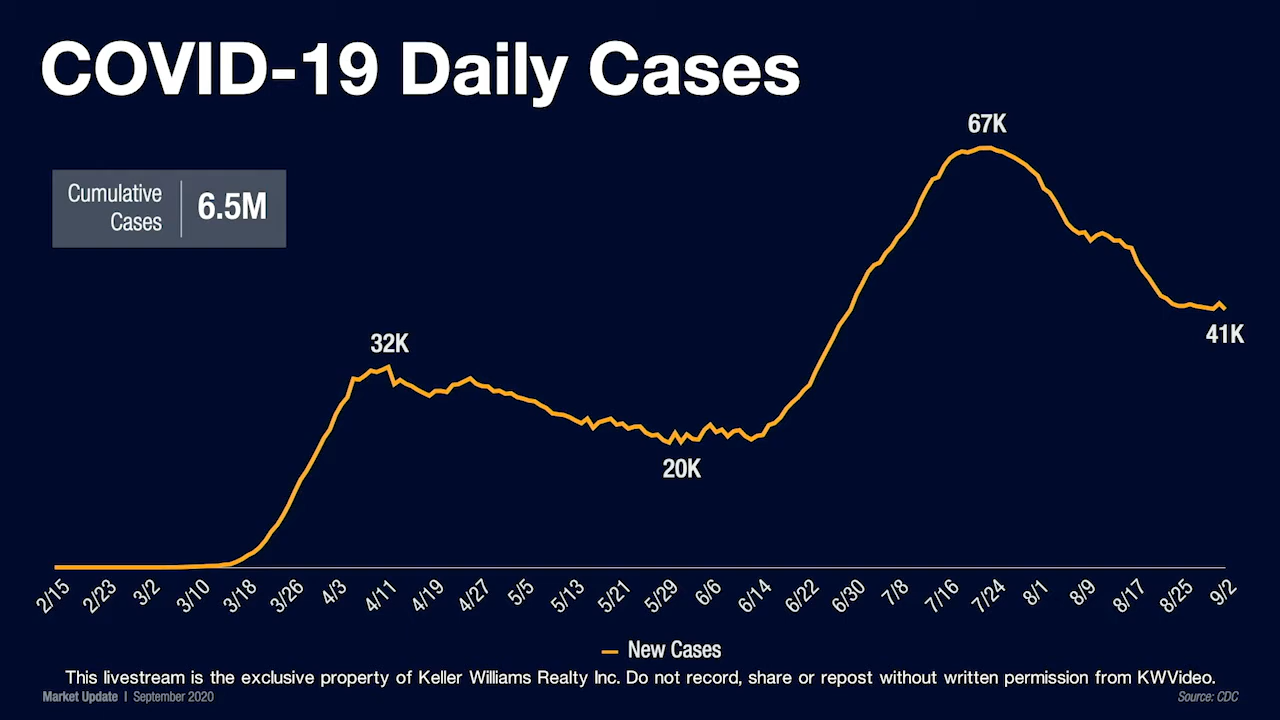 COVID-19 Daily Cases
67K
Cumulative
Cases
6.5M
32K
41K
20K
2/15 2/23 3/2 3/10 3/18 3/26 4/3 4/11 4/19 4/27 5/5 5/13 5/21 5/29 6/6 6/14 6/22 6/30 7/8 7/16 7/24 8/1 8/9 8/17 8/25 9/2
New Cases
This livestream is the exclusive property of Keller Williams Realty Inc. Do not record, share or repost without written permission from KWVideo.
Market Update | September 2020
Source: CDC